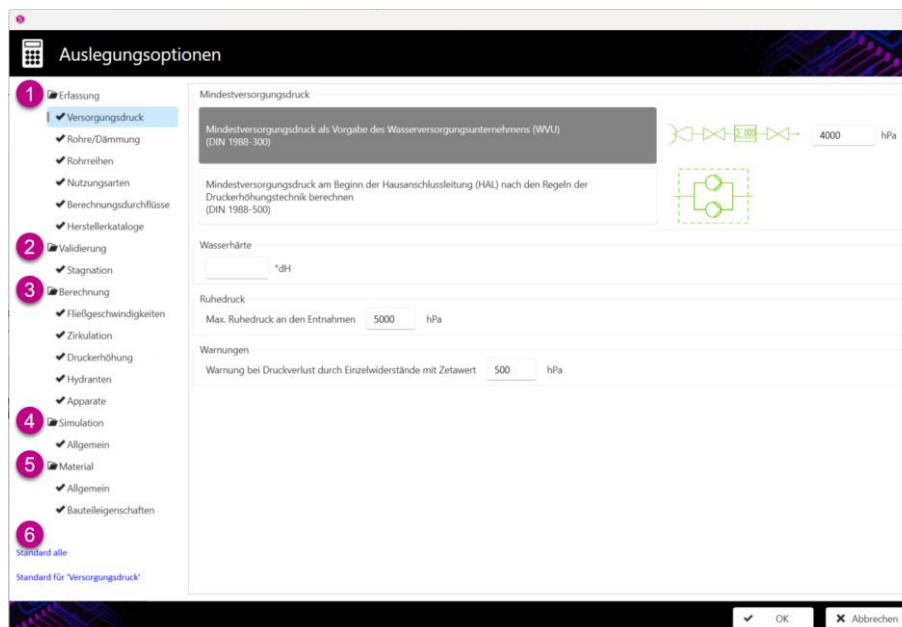 Auslegungsoptionen
1
Erfassung
Versorgungsdruck
Rohre/Dämmung
Rohrreihen
Nutzungsarten
Berechnungsdurchflüsse
Herstellerkataloge
2
Validierung
Stagnation
3
Berechnung
Fließgeschwindigkeiten
Zirkulation
Druckerhöhung
Hydranten
Apparate
4
Simulation
Allgemein
5
Material
Allgemein
Bauteileigenschaften
6
Standard alle
Standard für 'Versorgungsdruck'
Mindestversorgungsdruck
Mindestversorgungsdruck als Vorgabe des Wasserversorgungsunternehmens (WVU)
(DIN 1988-300)
4000 hPa
Mindestversorgungsdruck am Beginn der Hausanschlussleitung (HAL) nach den Regeln der
Druckerhöhungstechnik berechnen
(DIN 1988-500)
Wasserhärte
°dH
Ruhedruck
Max. Ruhedruck an den Entnahmen 5000 hPa
Warnungen
Warnung bei Druckverlust durch Einzelwiderstände mit Zetawert 500 hPa
OK
Abbrechen